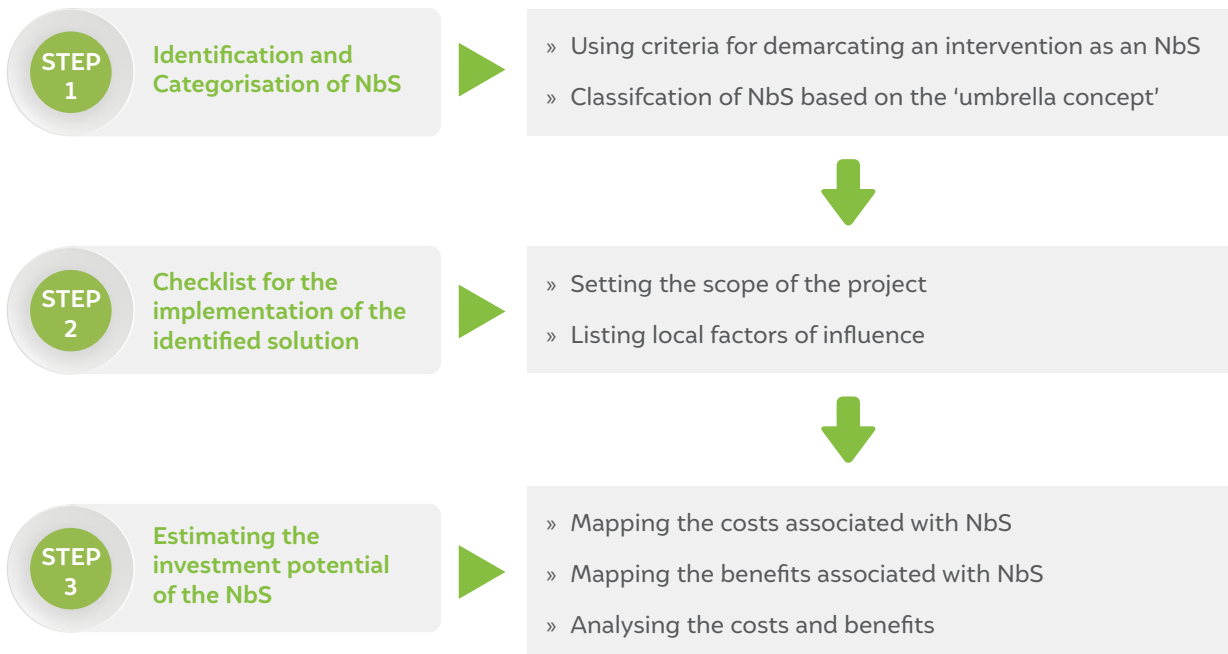 STEP
1
Identification and
Categorisation of NbS
» Using criteria for demarcating an intervention as an NbS
» Classifcation of NbS based on the ‘umbrella concept’
STEP
2
Checklist for the
implementation of the
identified solution
» Setting the scope of the project
» Listing local factors of influence
STEP
3
Estimating the
investment potential
of the NbS
» Mapping the costs associated with NbS
» Mapping the benefits associated with NbS
» Analysing the costs and benefits